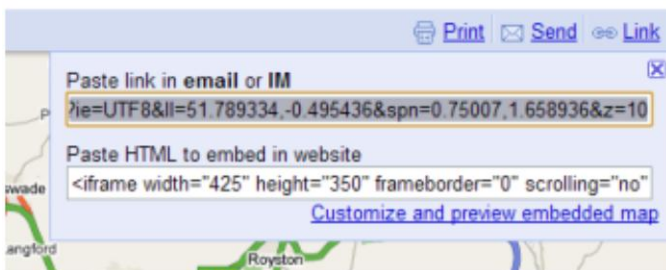 Print Send Link
Paste link in email or IM
?ie=UTF8&ll=51.789334,-0.495436&spn=0.75007,1.658936&z=10
Paste HTML to embed in website
<iframe width="425" height="350" frameborder="0" scrolling="no"
swade
Customize and preview embedded map
angford
Royston